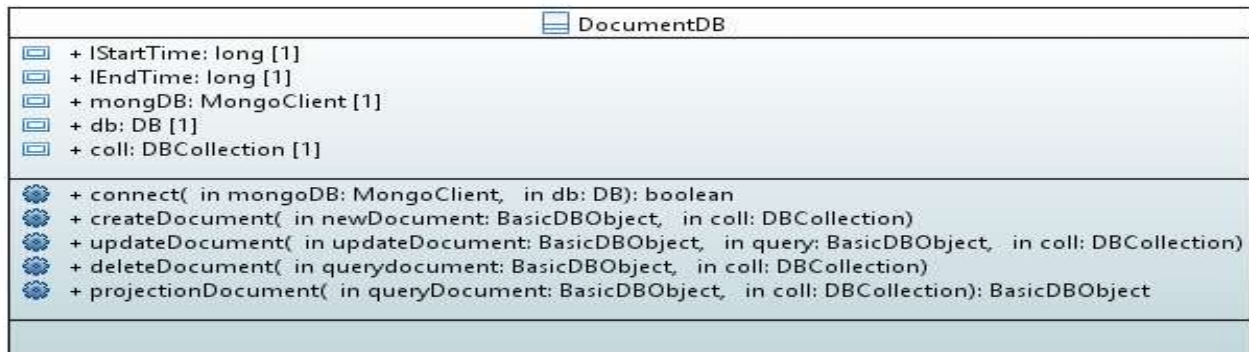 DocumentDB
+ lStartTime: long [1]
+ lEndTime: long [1]
+ mongDB: MongoClient [1]
+ db: DB [1]
+ coll: DBCollection [1]
+ connect( in mongoDB: MongoClient, in db: DB): boolean
+ createDocument( in newDocument: BasicDBObject, in coll: DBCollection)
+ updateDocument( in updateDocument: BasicDBObject, in query: BasicDBObject, in coll: DBCollection)
+ deleteDocument( in querydocument: BasicDBObject, in coll: DBCollection)
+ projectionDocument( in queryDocument: BasicDBObject, in coll: DBCollection): BasicDBObject